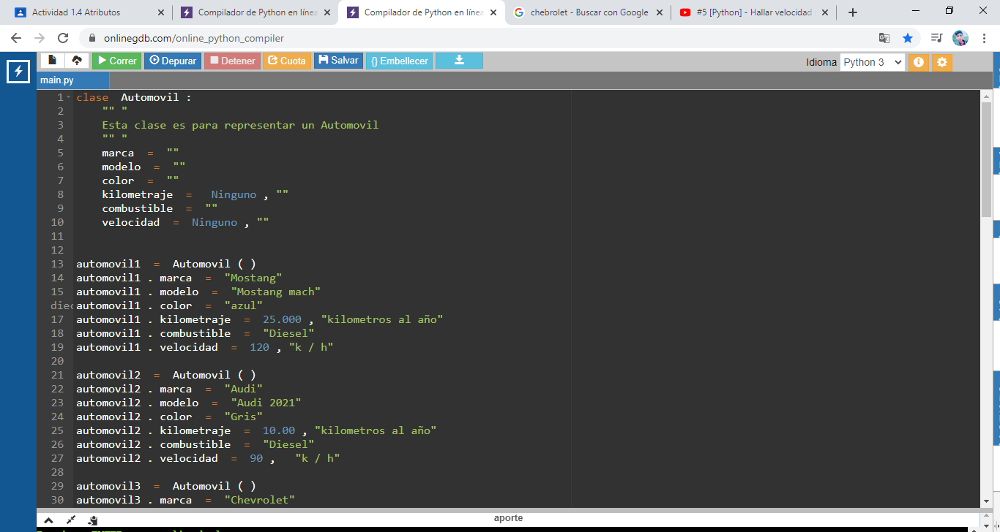 Actividad 1.4 Atributos
Compilador de Python en línea
Compilador de Python en línea
chebrolet - Buscar con Google
#5 [Python] - Hallar velocidad
onlinegdb.com/online_python_compiler
Correr Depurar Detener Cuota Salvar {} Embellecer
Idioma Python 3
main.py
1 clase  Automovil :
2 "" "
3 Esta clase es para representar un Automovil
4 "" "
5 marca  =  ""
6 modelo  =  ""
7 color  =  ""
8 kilometraje  =   Ninguno , ""
9 combustible  =  ""
10 velocidad  =  Ninguno , ""
11
12
13 automovil1  =  Automovil ( )
14 automovil1 . marca  =  "Mostang"
15 automovil1 . modelo  =  "Mostang mach"
diec automovil1 . color  =  "azul"
17 automovil1 . kilometraje  =  25.000 , "kilometros al año"
18 automovil1 . combustible  =  "Diesel"
19 automovil1 . velocidad  =  120 , "k / h"
20
21 automovil2  =  Automovil ( )
22 automovil2 . marca  =  "Audi"
23 automovil2 . modelo  =  "Audi 2021"
24 automovil2 . color  =  "Gris"
25 automovil2 . kilometraje  =  10.00 , "kilometros al año"
26 automovil2 . combustible  =  "Diesel"
27 automovil2 . velocidad  =  90 ,   "k / h"
28
29 automovil3  =  Automovil ( )
30 automovil3 . marca  =  "Chevrolet"
aporte